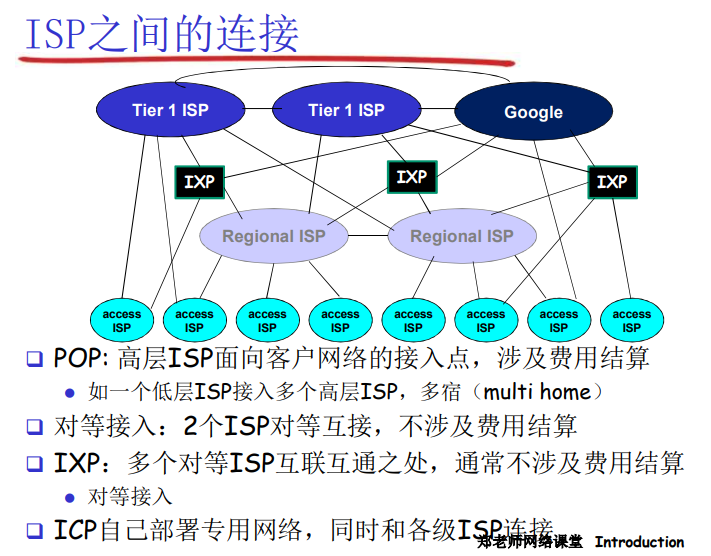 ISP之间的连接
Tier 1 ISP
Tier 1 ISP
Google
IXP
IXP
IXP
Regional ISP
Regional ISP
access
ISP
access
ISP
access
ISP
access
ISP
access
ISP
access
ISP
access
ISP
access
ISP
POP: 高层ISP面向客户网络的接入点，涉及费用结算
如一个低层ISP接入多个高层ISP，多宿（multi home）
对等接入：2个ISP对等互接，不涉及费用结算
IXP：多个对等ISP互联互通之处，通常不涉及费用结算
对等接入
ICP自己部署专用网络，同时和各级ISP连接
郑老师网络课堂 Introduction